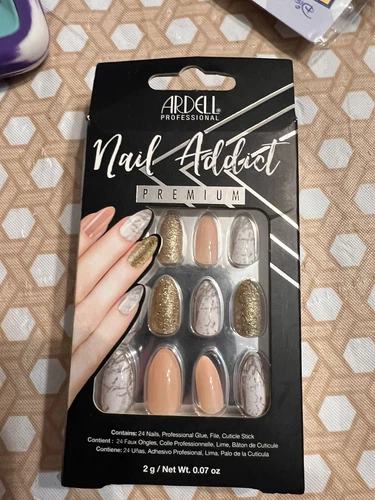 ARDELL
PROFESSIONAL
Nail Addict
PREMIUM
Contains: 24 Nails, Professional Glue, File, Cuticle Stick
Contient : 24 Faux Ongles, Colle Professionnelle, Lime, Bâton de Cuticule
Contiene: 24 Uñas, Adhesivo Profesional, Lima, Palo de la Cutícula
2 g / Net Wt. 0.07 oz